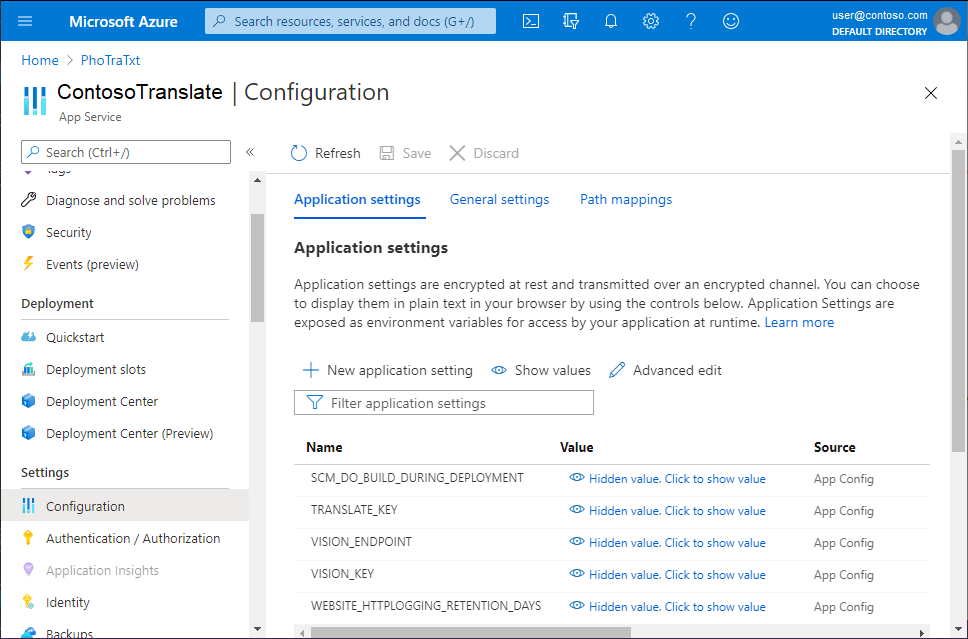 Microsoft Azure
Search resources, services, and docs (G+/)
user@contoso.com
DEFAULT DIRECTORY
Home > PhoTraTxt
ContosoTranslate | Configuration
App Service
Search (Ctrl+/)
«
Refresh
Save
Discard
Tags
Diagnose and solve problems
Security
Events (preview)
Deployment
Quickstart
Deployment slots
Deployment Center
Deployment Center (Preview)
Settings
Configuration
Authentication / Authorization
Application Insights
Identity
Backups
Application settings
General settings
Path mappings
Application settings
Application settings are encrypted at rest and transmitted over an encrypted channel. You can choose
to display them in plain text in your browser by using the controls below. Application Settings are
exposed as environment variables for access by your application at runtime. Learn more
New application setting
Show values
Advanced edit
Filter application settings
Name Value Source
SCM_DO_BUILD_DURING_DEPLOYMENT Hidden value. Click to show value App Config
TRANSLATE_KEY Hidden value. Click to show value App Config
VISION_ENDPOINT Hidden value. Click to show value App Config
VISION_KEY Hidden value. Click to show value App Config
WEBSITE_HTTPLOGGING_RETENTION_DAYS Hidden value. Click to show value App Config